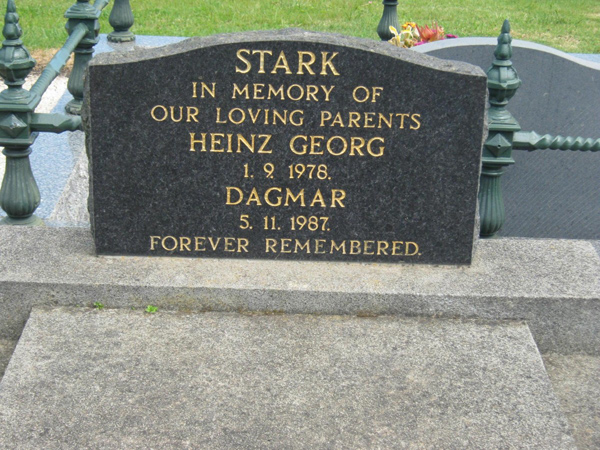 STARK
IN MEMORY OF
OUR LOVING PARENTS
HEINZ GEORG
1. 9. 1978.
DAGMAR
5. 11. 1987.
FOREVER REMEMBERED.